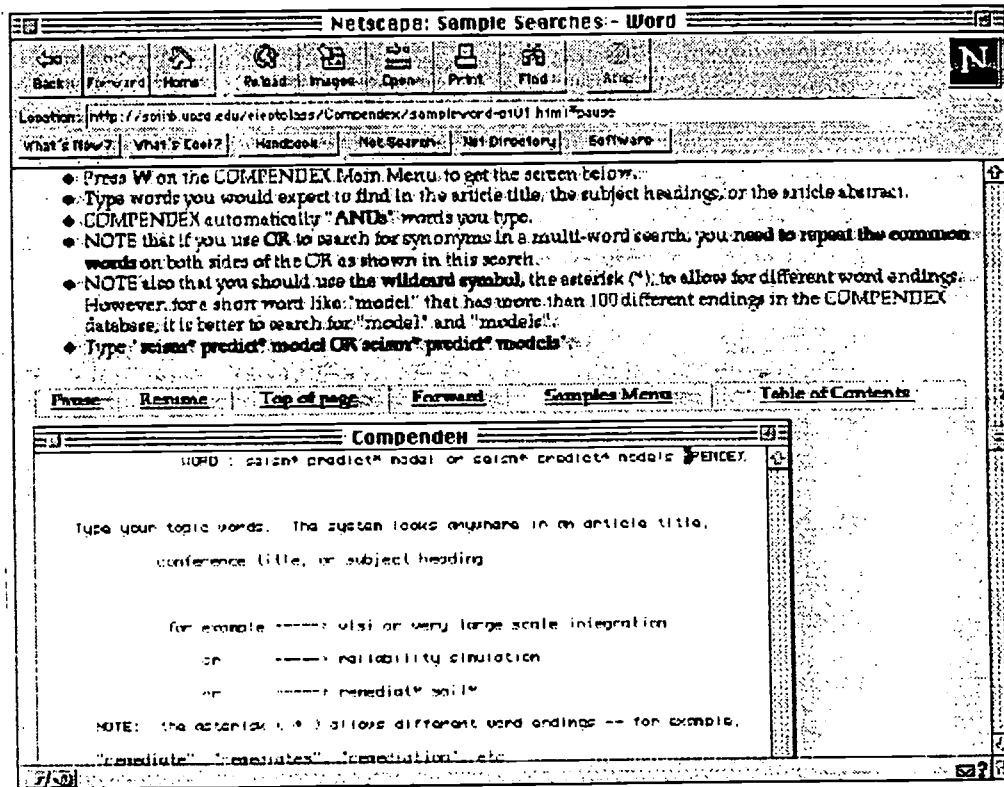 Netscape: Sample Searches - Word
Back Forward Home Reload Images Open Print Find
Location: http://scilib.ucsd.edu/electclass/Compendex/sampleword-p101.html#pause
What's New? What's Cool? Handbook Net Search Net Directory Software
Press W on the COMPENDEX Main Menu to get the screen below.
Type words you would expect to find in the article title, the subject headings, or the article abstract.
COMPENDEX automatically "ANDs" words you type.
NOTE that if you use OR to search for synonyms in a multi-word search, you need to repeat the common
words on both sides of the OR as shown in this search.
NOTE also that you should use the wildcard symbol, the asterisk (*), to allow for different word endings.
However, for a short word like "model" that has more than 100 different endings in the COMPENDEX
database, it is better to search for "model" and "models".
Type "seism* predict* model OR seism* predict* models".
Pause Resume Top of page Forward Samples Menu Table of Contents
Compendex
WORD : seism* predict* model or seism* predict* models PENDEX
Type your topic words. The system looks anywhere in an article title,
conference title, or subject heading
for example -----> vlsi or very large scale integration
or -----> reliability simulation
or -----> remediat* soil*
NOTE: the asterisk ( * ) allows different word endings -- for example,
"remediate" "remediates" "remediation" etc